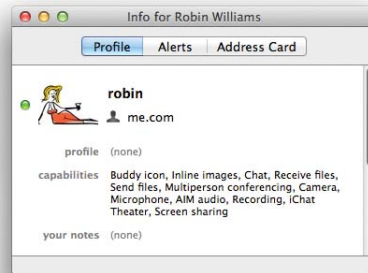 Info for Robin Williams
Profile Alerts Address Card
robin
me.com
profile (none)
capabilities Buddy icon, Inline images, Chat, Receive files,
Send files, Multiperson conferencing, Camera,
Microphone, AIM audio, Recording, iChat
Theater, Screen sharing
your notes (none)